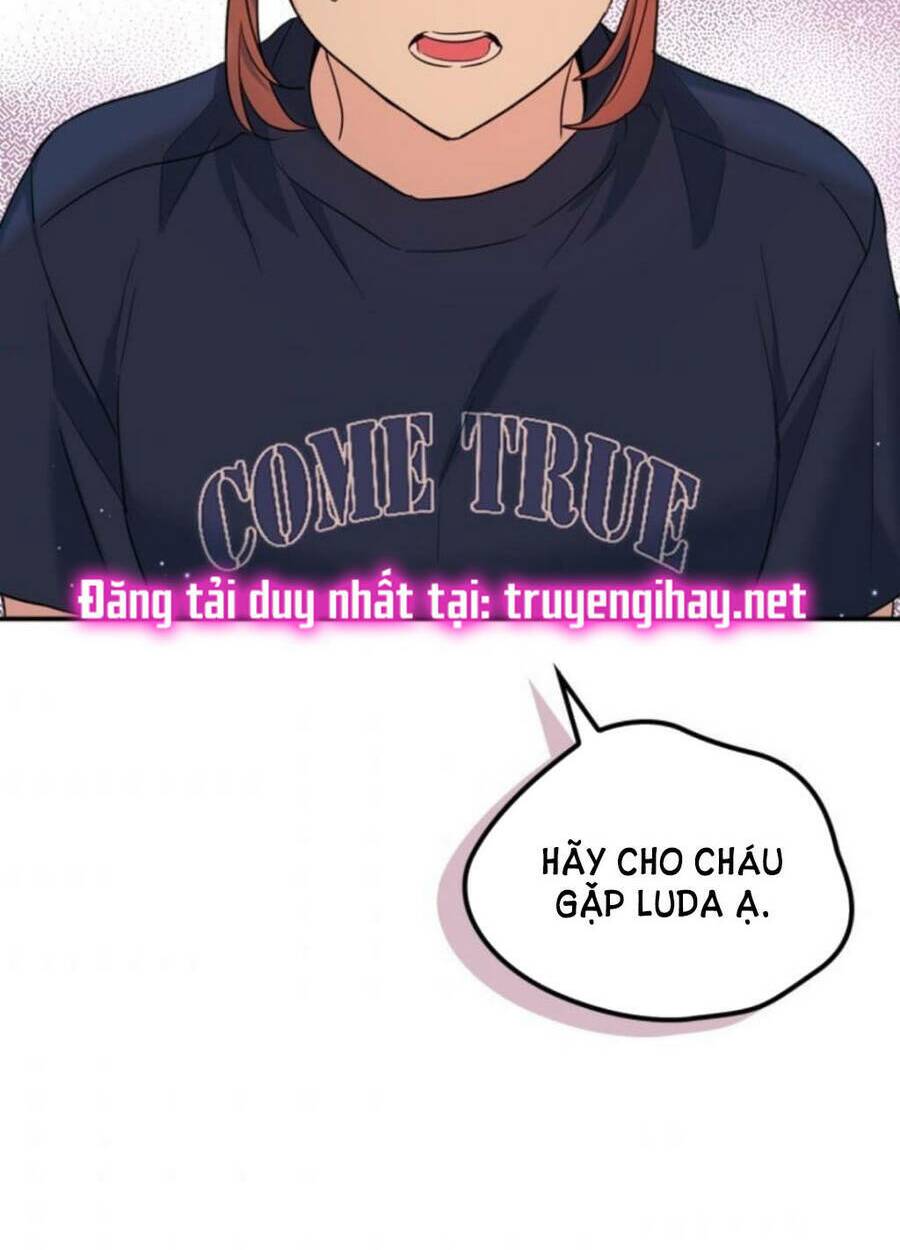 COME TRUE
Đăng tải duy nhất tại: truyengihay.net
HÃY CHO CHÁU
GẶP LUDA Ạ.